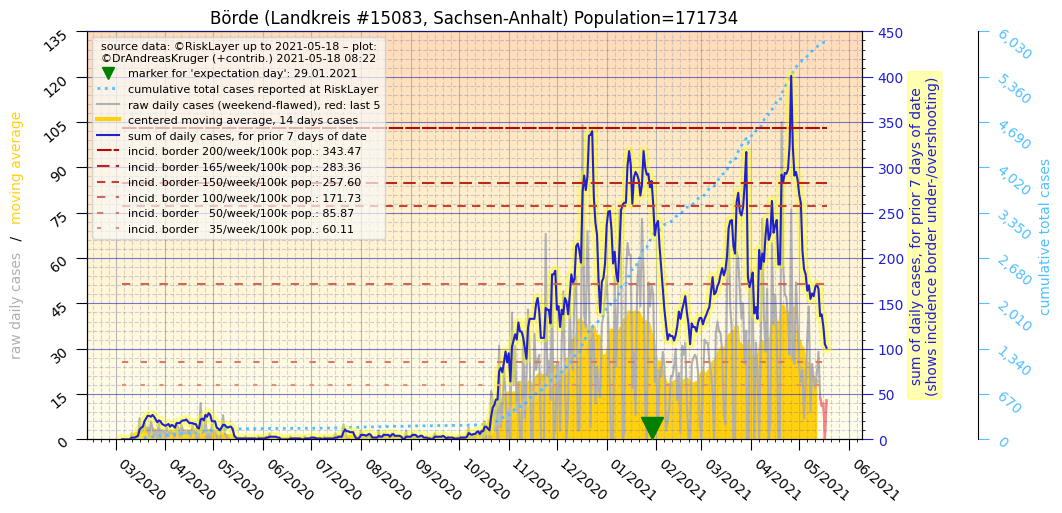 Börde (Landkreis #15083, Sachsen-Anhalt) Population=171734
source data: ©RiskLayer up to 2021-05-18 – plot:
©DrAndreasKruger (+contrib.) 2021-05-18 08:22
marker for 'expectation day': 29.01.2021
cumulative total cases reported at RiskLayer
raw daily cases (weekend-flawed), red: last 5
centered moving average, 14 days cases
sum of daily cases, for prior 7 days of date
incid. border 200/week/100k pop.: 343.47
incid. border 165/week/100k pop.: 283.36
incid. border 150/week/100k pop.: 257.60
incid. border 100/week/100k pop.: 171.73
incid. border 50/week/100k pop.: 85.87
incid. border 35/week/100k pop.: 60.11
raw daily cases / moving average
135
120
105
90
75
60
45
30
15
0
03/2020
04/2020
05/2020
06/2020
07/2020
08/2020
09/2020
10/2020
11/2020
12/2020
01/2021
02/2021
03/2021
04/2021
05/2021
06/2021
450
400
350
300
250
200
150
100
50
0
sum of daily cases, for prior 7 days of date
(shows incidence border under-/overshooting)
6,030
5,360
4,690
4,020
3,350
2,680
2,010
1,340
670
0
cumulative total cases